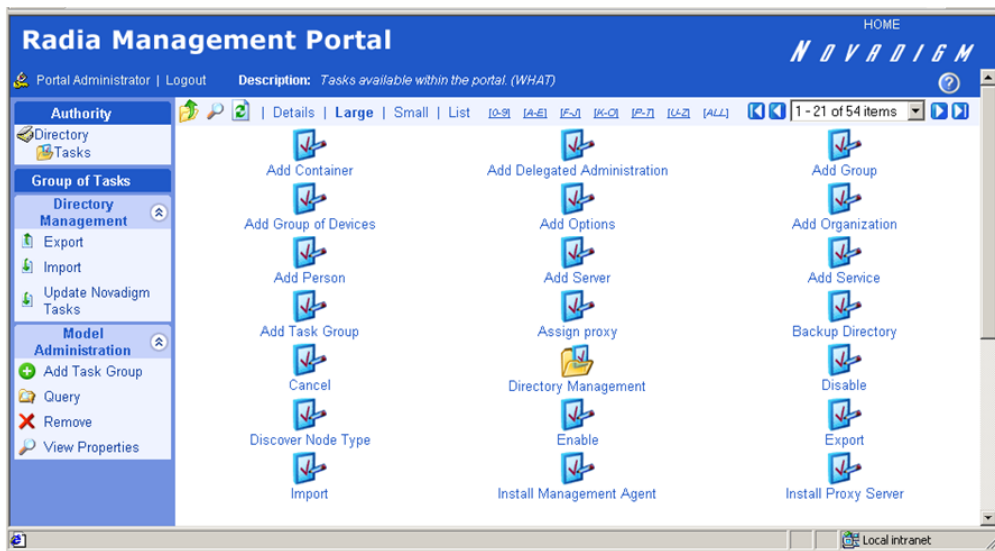 HOME
Radia Management Portal
NOVADIGM
Portal Administrator | Logout Description: Tasks available within the portal. (WHAT)
Authority
Directory
Tasks
Group of Tasks
Directory
Management
Export
Import
Update Novadigm
Tasks
Model
Administration
Add Task Group
Query
Remove
View Properties
| Details | Large | Small | List [0-9] [A-E] [F-J] [K-O] [P-T] [U-Z] [ALL] 1 - 21 of 54 items
Add Container Add Delegated Administration Add Group
Add Group of Devices Add Options Add Organization
Add Person Add Server Add Service
Add Task Group Assign proxy Backup Directory
Cancel Directory Management Disable
Discover Node Type Enable Export
Import Install Management Agent Install Proxy Server
Local intranet